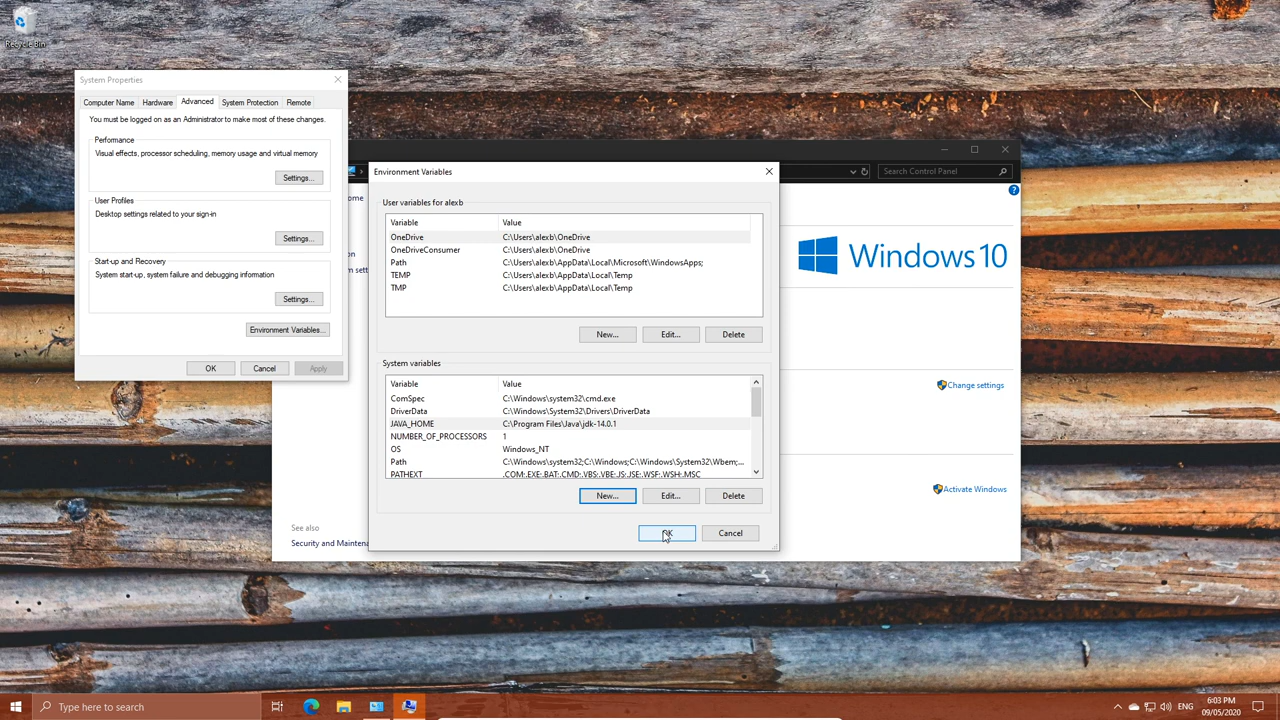 Recycle Bin
System Properties
Computer Name Hardware Advanced System Protection Remote
You must be logged on as an Administrator to make most of these changes.
Performance
Visual effects, processor scheduling, memory usage and virtual memory
Settings...
User Profiles
Desktop settings related to your sign-in
Settings...
Start-up and Recovery
System start-up, system failure and debugging information
Settings...
Environment Variables...
OK Cancel Apply
Search Control Panel
ome
Windows 10
Change settings
Activate Windows
See also
Security and Maintena
Environment Variables
User variables for alexb
Variable Value
OneDrive C:\Users\alexb\OneDrive
OneDriveConsumer C:\Users\alexb\OneDrive
Path C:\Users\alexb\AppData\Local\Microsoft\WindowsApps;
TEMP C:\Users\alexb\AppData\Local\Temp
TMP C:\Users\alexb\AppData\Local\Temp
New... Edit... Delete
System variables
Variable Value
ComSpec C:\Windows\system32\cmd.exe
DriverData C:\Windows\System32\Drivers\DriverData
JAVA_HOME C:\Program Files\Java\jdk-14.0.1
NUMBER_OF_PROCESSORS 1
OS Windows_NT
Path C:\Windows\system32;C:\Windows;C:\Windows\System32\Wbem;...
PATHEXT .COM;.EXE;.BAT;.CMD;.VBS;.VBE;.JS;.JSE;.WSF;.WSH;.MSC
New... Edit... Delete
OK Cancel
Type here to search
ENG
6:03 PM
09/05/2020